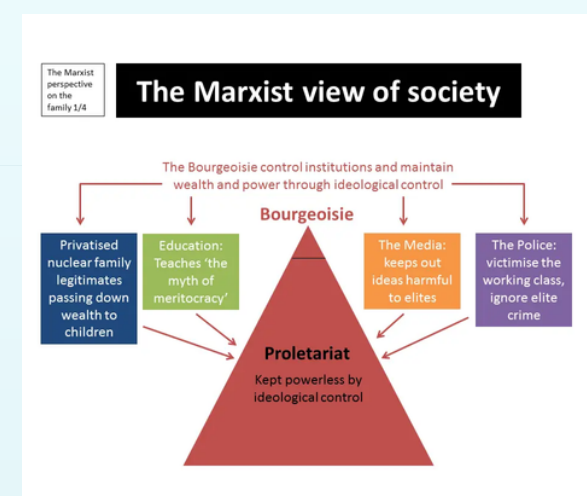 The Marxist
perspective
on the
family 1/4
The Marxist view of society
The Bourgeoisie control institutions and maintain
wealth and power through ideological control
Bourgeoisie
Privatised
nuclear family
legitimates
passing down
wealth to
children
Education:
Teaches ‘the
myth of
meritocracy’
The Media:
keeps out
ideas harmful
to elites
The Police:
victimise the
working class,
ignore elite
crime
Proletariat
Kept powerless by
ideological control